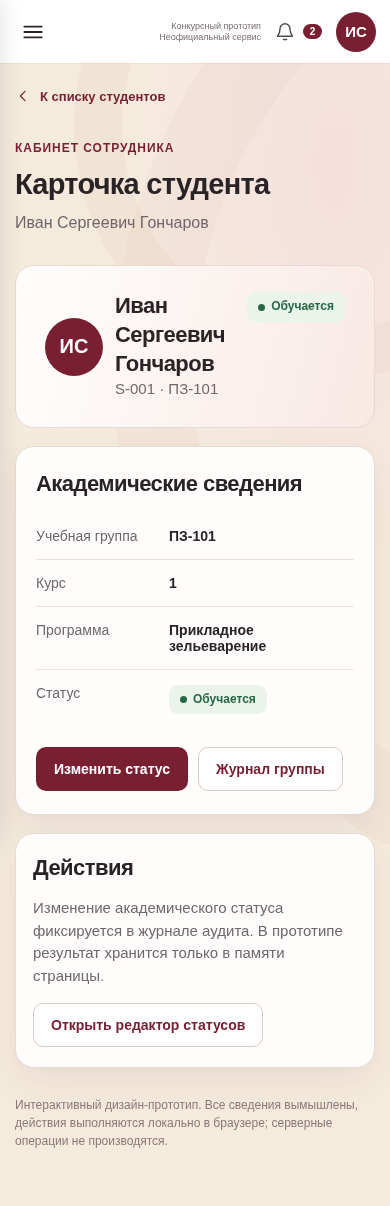 Конкурсный прототип
Неофициальный сервис
2
ИС
К списку студентов
КАБИНЕТ СОТРУДНИКА
Карточка студента
Иван Сергеевич Гончаров
ИС
Иван
Сергеевич
Гончаров
S-001 · ПЗ-101
Обучается
Академические сведения
Учебная группа ПЗ-101
Курс 1
Программа Прикладное
зельеварение
Статус Обучается
Изменить статус Журнал группы
Действия
Изменение академического статуса
фиксируется в журнале аудита. В прототипе
результат хранится только в памяти
страницы.
Открыть редактор статусов
Интерактивный дизайн-прототип. Все сведения вымышлены,
действия выполняются локально в браузере; серверные
операции не производятся.